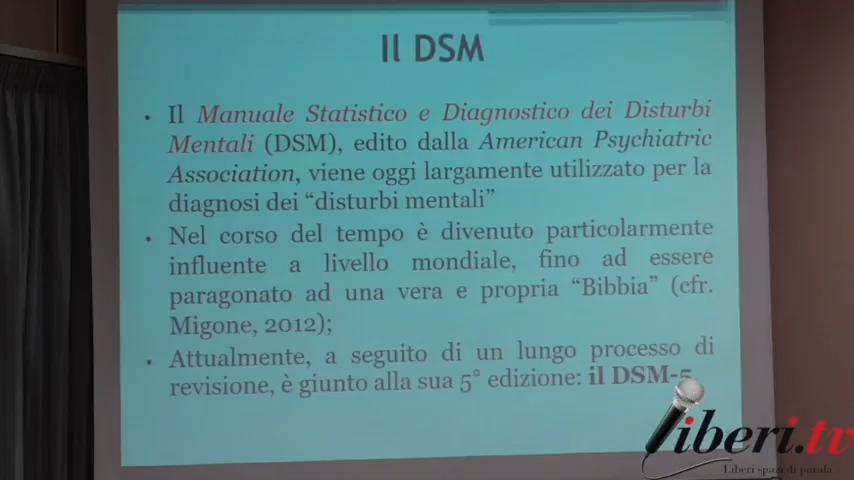 Il DSM
• Il Manuale Statistico e Diagnostico dei Disturbi
Mentali (DSM), edito dalla American Psychiatric
Association, viene oggi largamente utilizzato per la
diagnosi dei “disturbi mentali”
• Nel corso del tempo è divenuto particolarmente
influente a livello mondiale, fino ad essere
paragonato ad una vera e propria “Bibbia” (cfr.
Migone, 2012);
• Attualmente, a seguito di un lungo processo di
revisione, è giunto alla sua 5° edizione: il DSM-5
liberi.tv
Liberi spazi di parola